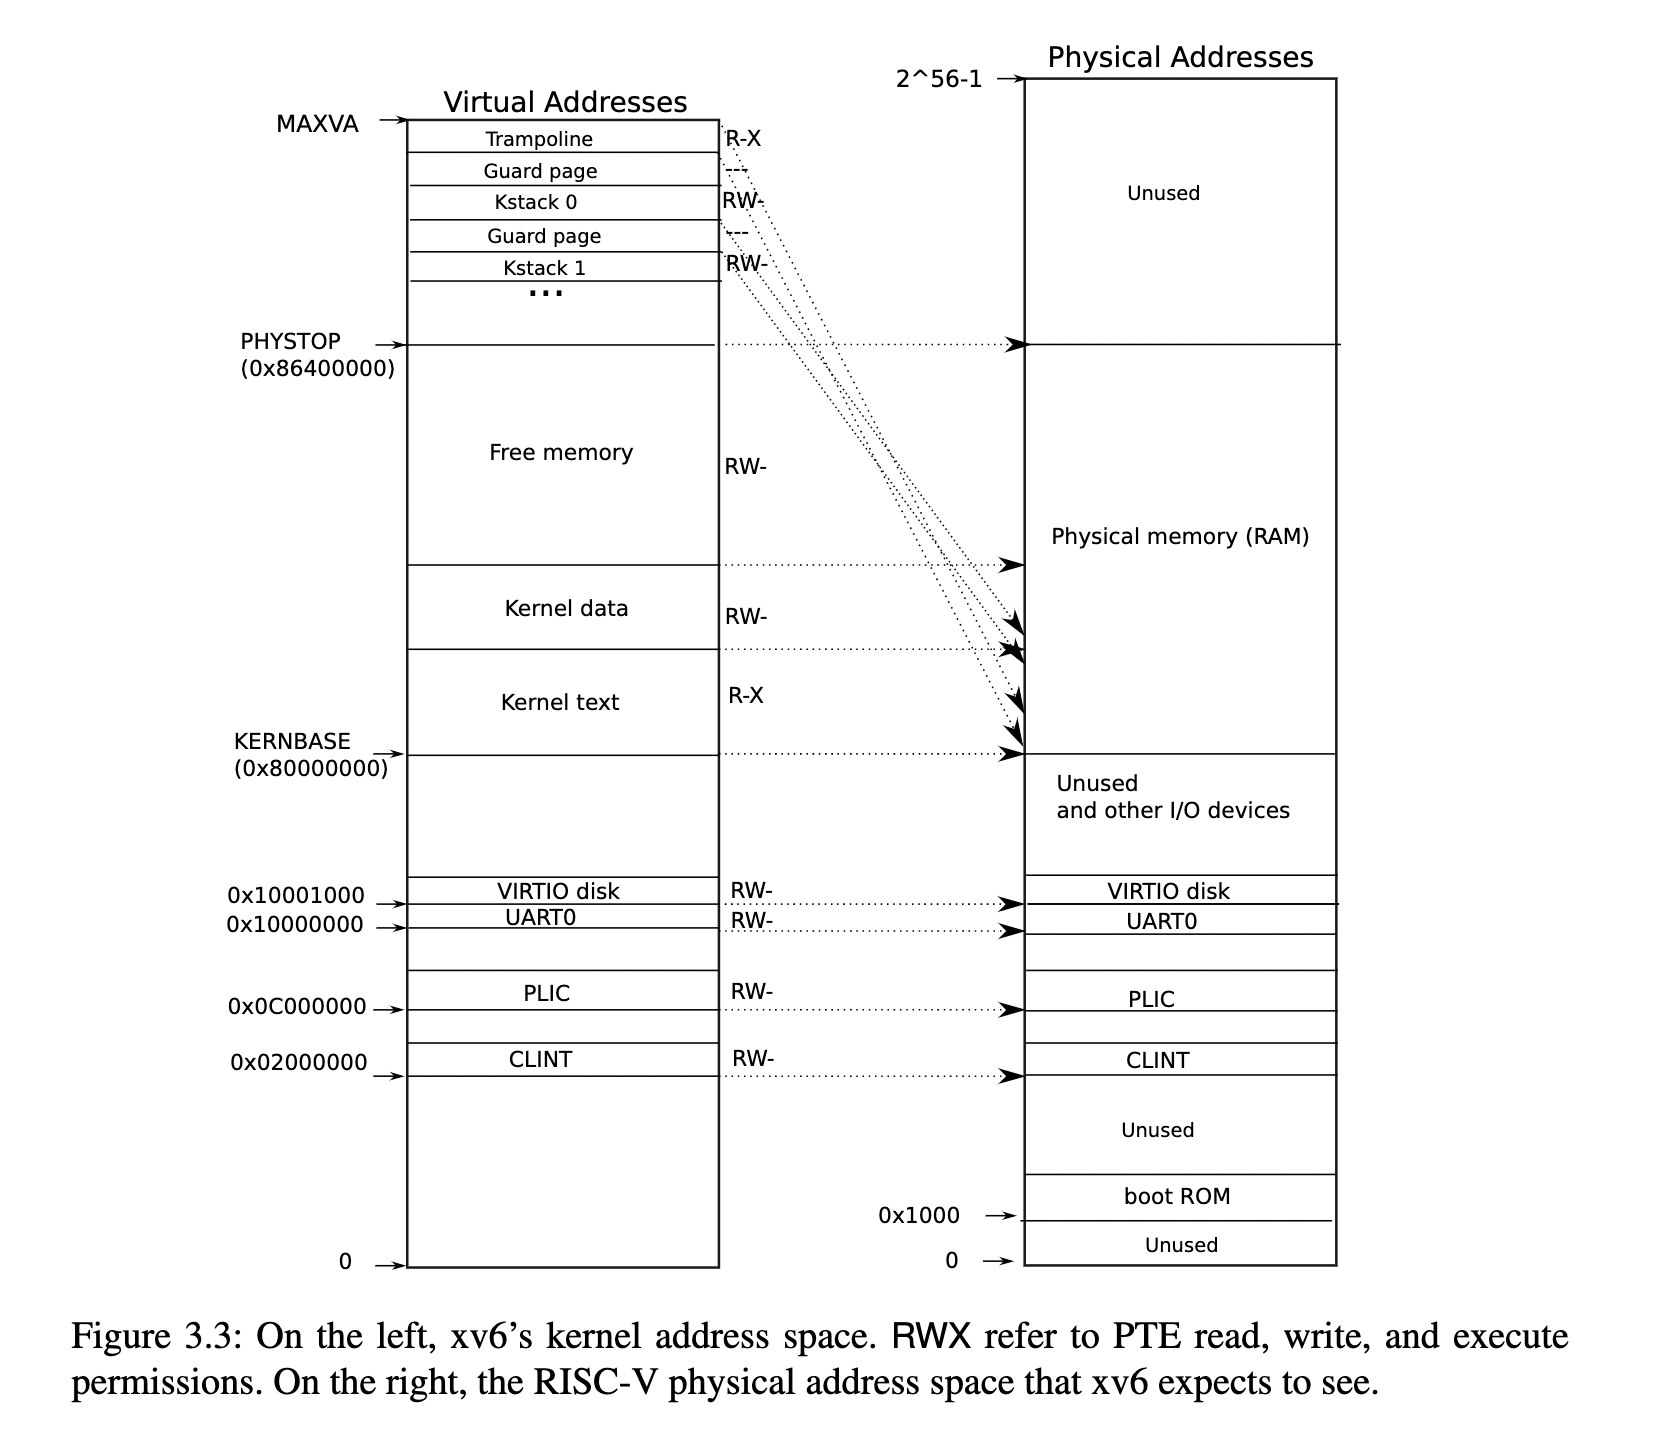 Physical Addresses
2^56-1
Virtual Addresses
MAXVA
Trampoline
R-X
Guard page
---
Unused
Kstack 0
RW-
Guard page
---
Kstack 1
RW-
...
PHYSTOP
(0x86400000)
Free memory
RW-
Physical memory (RAM)
Kernel data
RW-
Kernel text
R-X
KERNBASE
(0x80000000)
Unused
and other I/O devices
0x10001000
VIRTIO disk
RW-
VIRTIO disk
0x10000000
UART0
RW-
UART0
0x0C000000
PLIC
RW-
PLIC
0x02000000
CLINT
RW-
CLINT
Unused
boot ROM
0x1000
Unused
0
0
Figure 3.3: On the left, xv6’s kernel address space. RWX refer to PTE read, write, and execute
permissions. On the right, the RISC-V physical address space that xv6 expects to see.